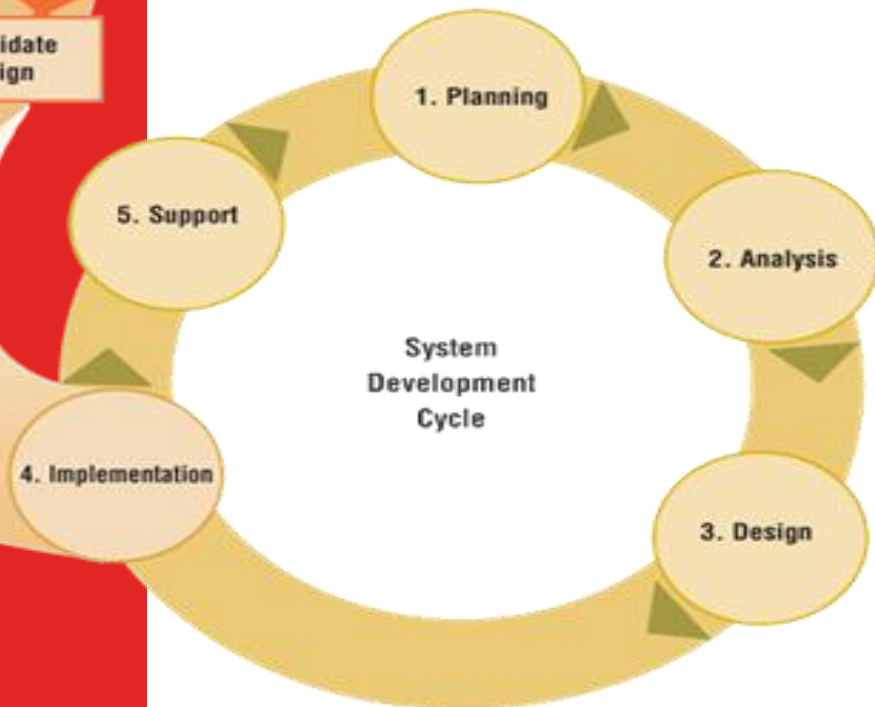 idate
ign
1. Planning
5. Support
2. Analysis
System
Development
Cycle
4. Implementation
3. Design